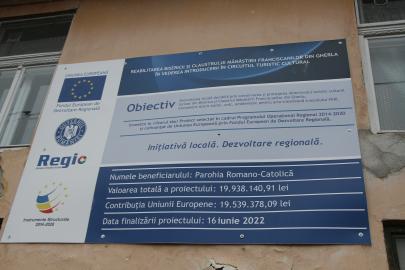 REABILITAREA BISERICII ȘI CLAUSTRULUI MĂNĂSTIRII FRANCISCANILOR DIN GHERLA
ÎN VEDEREA INTRODUCERII ÎN CIRCUITUL TURISTIC CULTURAL
UNIUNEA EUROPEANĂ
Fondul European de
Dezvoltare Regională
Obiectiv
Investiție în viitorul tău! Proiect selectat în cadrul Programului Operațional Regional 2014-2020
și cofinanțat de Uniunea Europeană prin Fondul European de Dezvoltare Regională.
Inițiativă locală. Dezvoltare regională.
Regio
Instrumente Structurale
2014-2020
Numele beneficiarului: Parohia Romano-Catolică
Valoarea totală a proiectului: 19.938.140,91 lei
Contribuția Uniunii Europene: 19.539.378,09 lei
Data finalizării proiectului: 16 iunie 2022